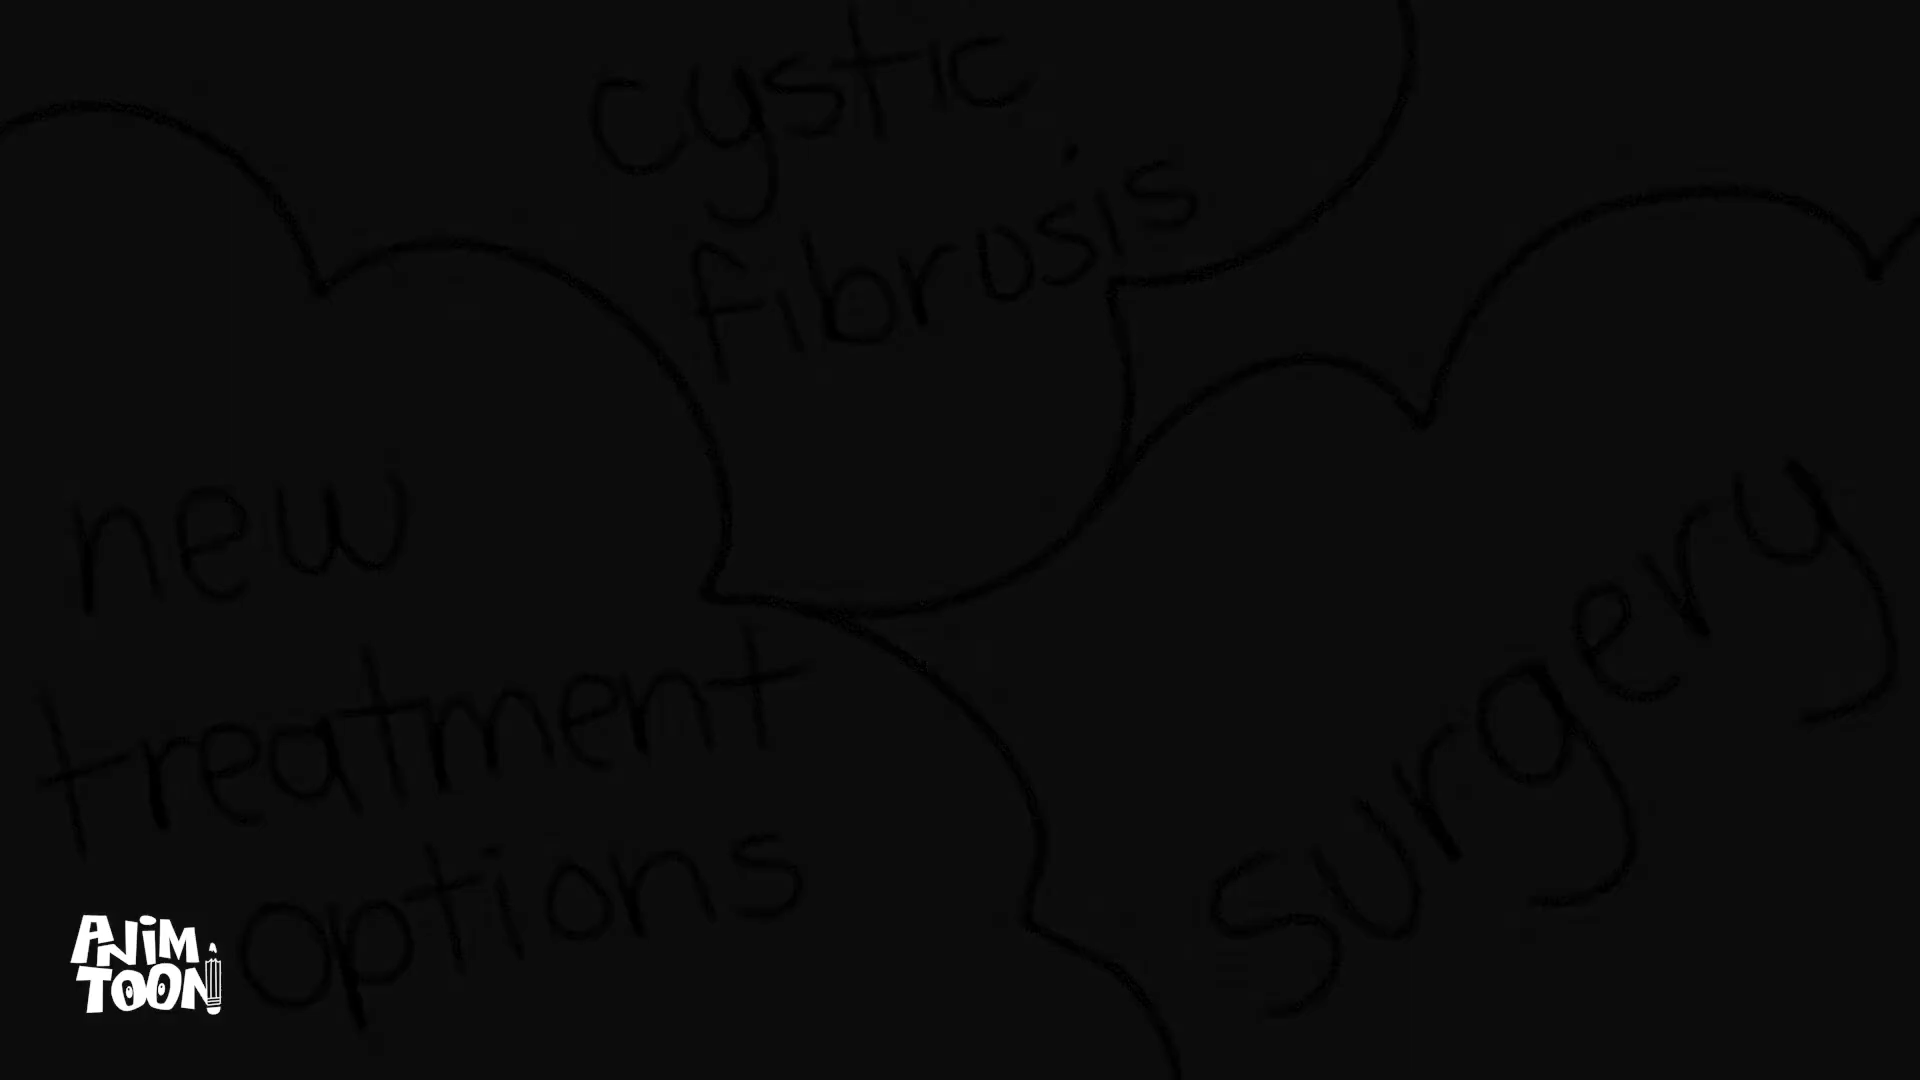 cystic
fibrosis
new
treatment
options
surgery
ANIM
TOON